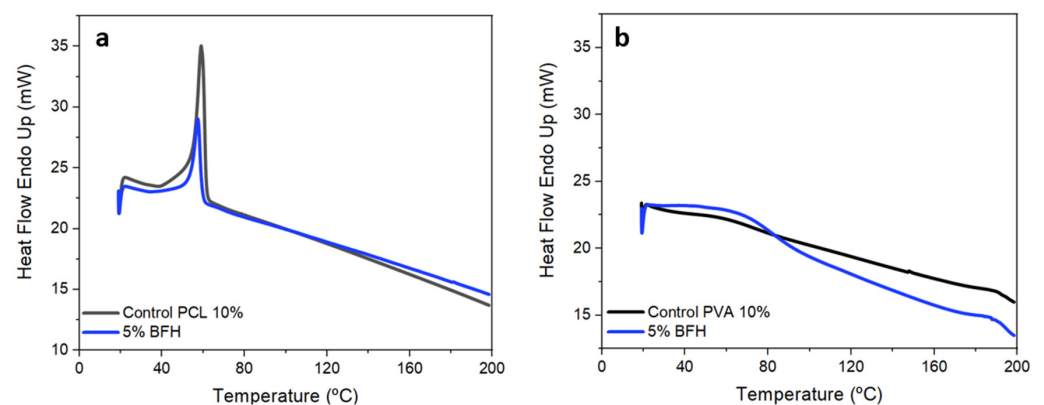 a
Heat Flow Endo Up (mW)
35
30
25
20
15
10
Control PCL 10%
5% BFH
0
40
80
120
160
200
Temperature (ºC)
b
Heat Flow Endo Up (mW)
35
30
25
20
15
Control PVA 10%
5% BFH
0
40
80
120
160
200
Temperature (ºC)